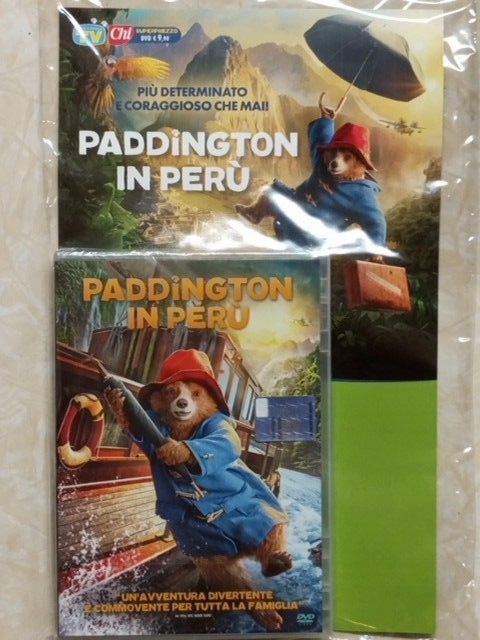 TV
Chi
SUPERPREZZO
DVD € 9,90
PIÙ DETERMINATO
E CORAGGIOSO CHE MAI!
PADDiNGTON
IN PERÙ
PADDiNGTON
IN PERÙ
"UN'AVVENTURA DIVERTENTE
E COMMOVENTE PER TUTTA LA FAMIGLIA"
DVD